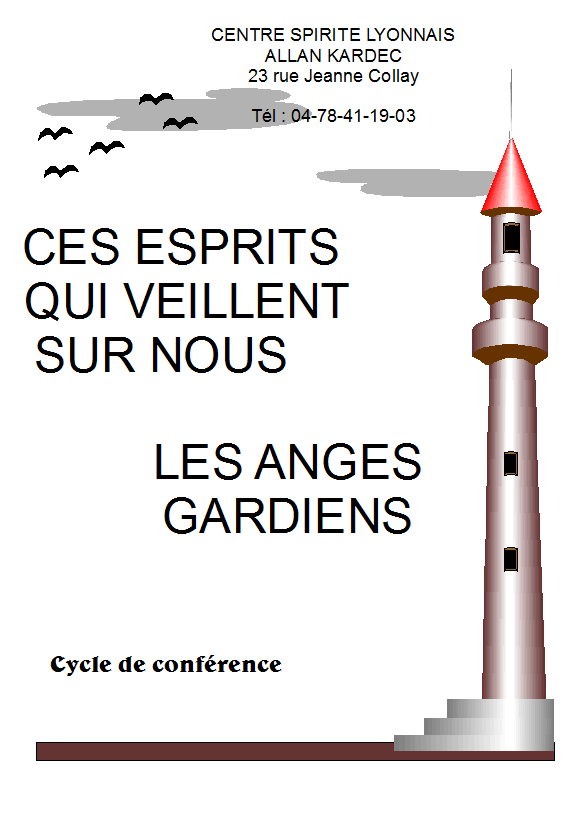 CENTRE SPIRITE LYONNAIS
ALLAN KARDEC
23 rue Jeanne Collay
Tél : 04-78-41-19-03
CES ESPRITS
QUI VEILLENT
SUR NOUS
LES ANGES
GARDIENS
Cycle de conférence